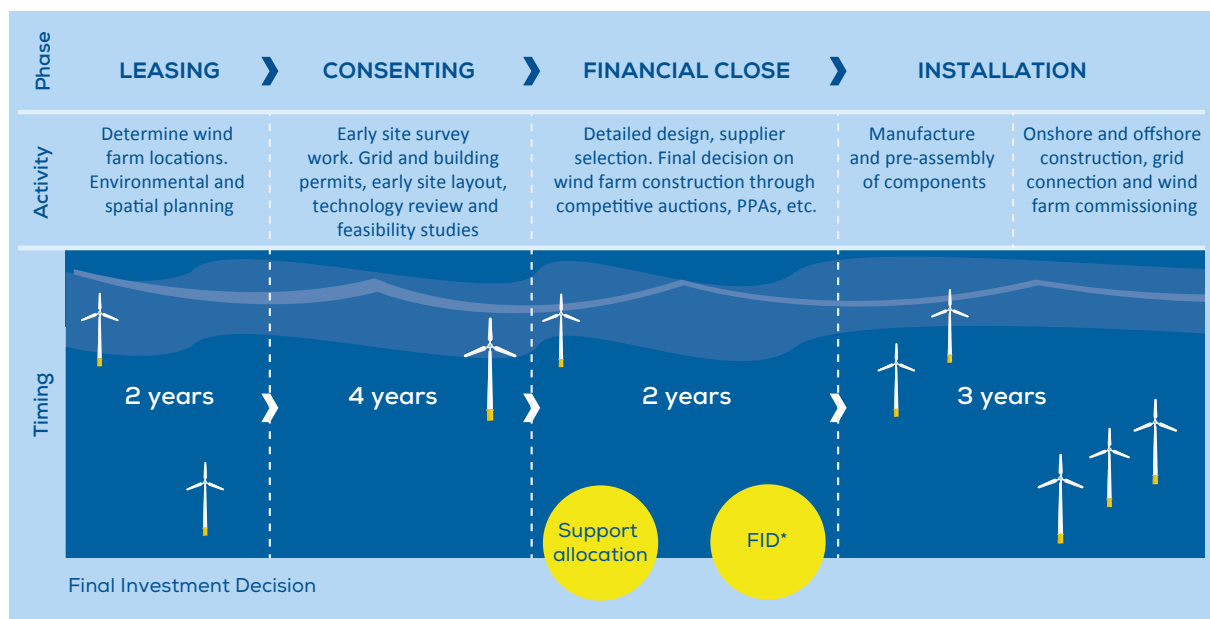 Phase
LEASING
CONSENTING
FINANCIAL CLOSE
INSTALLATION
Activity
Determine wind
farm locations.
Environmental and
spatial planning
Early site survey
work. Grid and building
permits, early site layout,
technology review and
feasibility studies
Detailed design, supplier
selection. Final decision on
wind farm construction through
competitive auctions, PPAs, etc.
Manufacture
and pre-assembly
of components
Onshore and offshore
construction, grid
connection and wind
farm commissioning
Timing
2 years
4 years
2 years
3 years
Support
allocation
FID*
Final Investment Decision